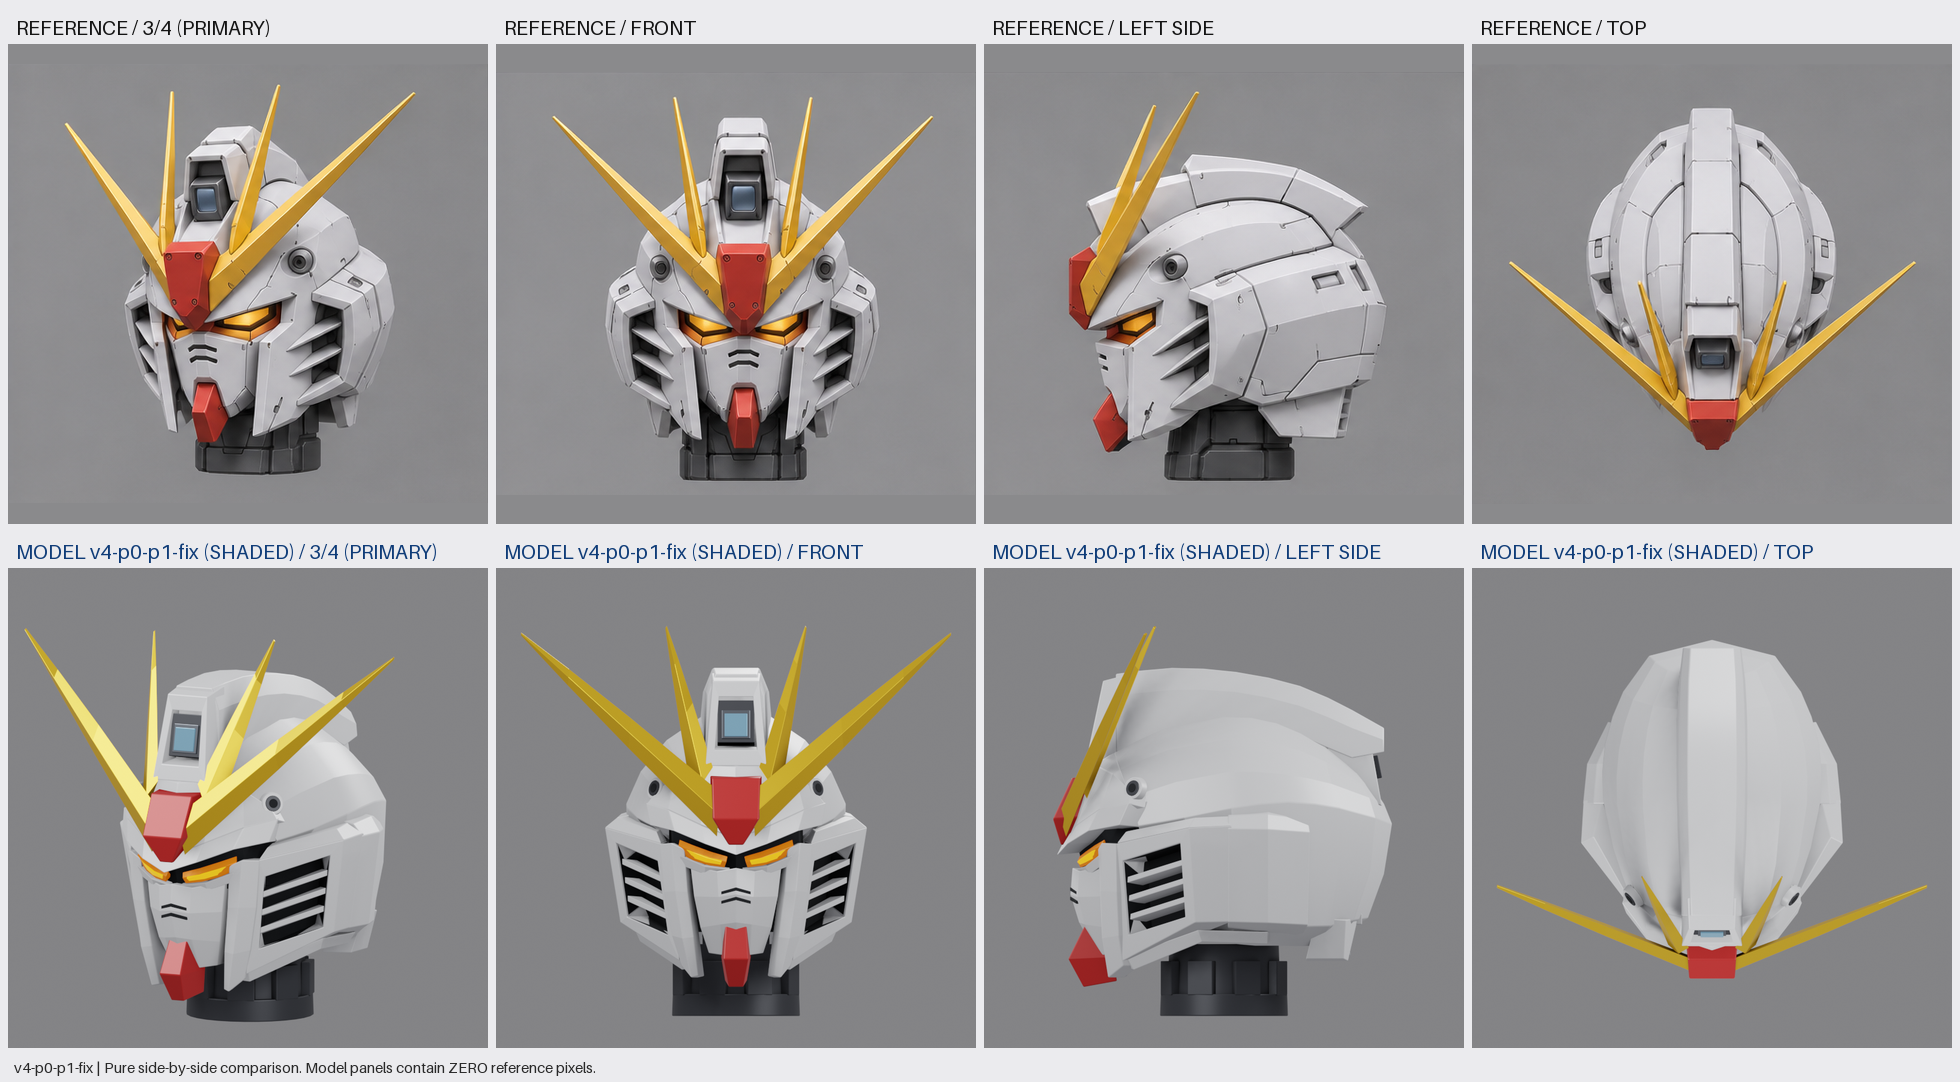 REFERENCE / 3/4 (PRIMARY)
REFERENCE / FRONT
REFERENCE / LEFT SIDE
REFERENCE / TOP
MODEL v4-p0-p1-fix (SHADED) / 3/4 (PRIMARY)
MODEL v4-p0-p1-fix (SHADED) / FRONT
MODEL v4-p0-p1-fix (SHADED) / LEFT SIDE
MODEL v4-p0-p1-fix (SHADED) / TOP
v4-p0-p1-fix | Pure side-by-side comparison. Model panels contain ZERO reference pixels.